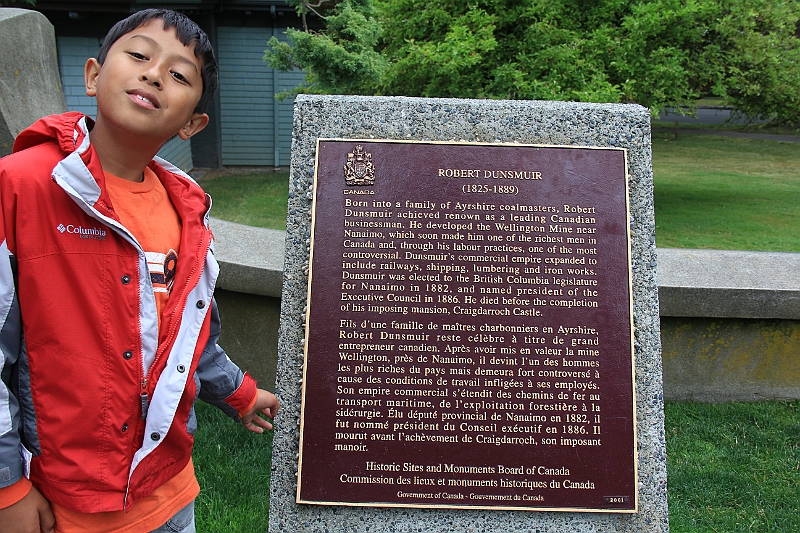 Columbia
CANADA
ROBERT DUNSMUIR
(1825-1889)
Born into a family of Ayrshire coalmasters, Robert
Dunsmuir achieved renown as a leading Canadian
businessman. He developed the Wellington Mine near
Nanaimo, which soon made him one of the richest men in
Canada and, through his labour practices, one of the most
controversial. Dunsmuir's commercial empire expanded to
include railways, shipping, lumbering and iron works.
Dunsmuir was elected to the British Columbia legislature
for Nanaimo in 1882, and named president of the
Executive Council in 1886. He died before the completion
of his imposing mansion, Craigdarroch Castle.
Fils d'une famille de maîtres charbonniers en Ayrshire,
Robert Dunsmuir reste célèbre à titre de grand
entrepreneur canadien. Après avoir mis en valeur la mine
Wellington, près de Nanaimo, il devint l'un des hommes
les plus riches du pays mais demeura fort controversé à
cause des conditions de travail infligées à ses employés.
Son empire commercial s'étendit des chemins de fer au
transport maritime, de l'exploitation forestière à la
sidérurgie. Élu député provincial de Nanaimo en 1882, il
fut nommé président du Conseil exécutif en 1886. Il
mourut avant l'achèvement de Craigdarroch, son imposant
manoir.
Historic Sites and Monuments Board of Canada
Commission des lieux et monuments historiques du Canada
Government of Canada - Gouvernement du Canada
2001